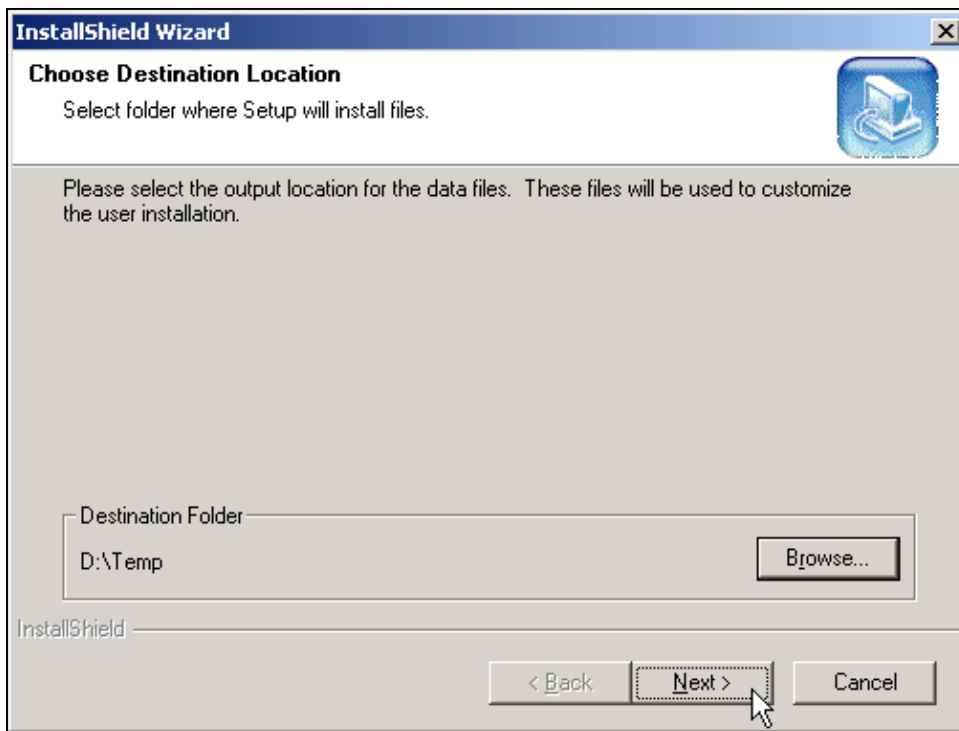 InstallShield Wizard
Choose Destination Location
Select folder where Setup will install files.
Please select the output location for the data files.  These files will be used to customize
the user installation.
Destination Folder
D:\Temp
Browse...
InstallShield
< Back
Next >
Cancel